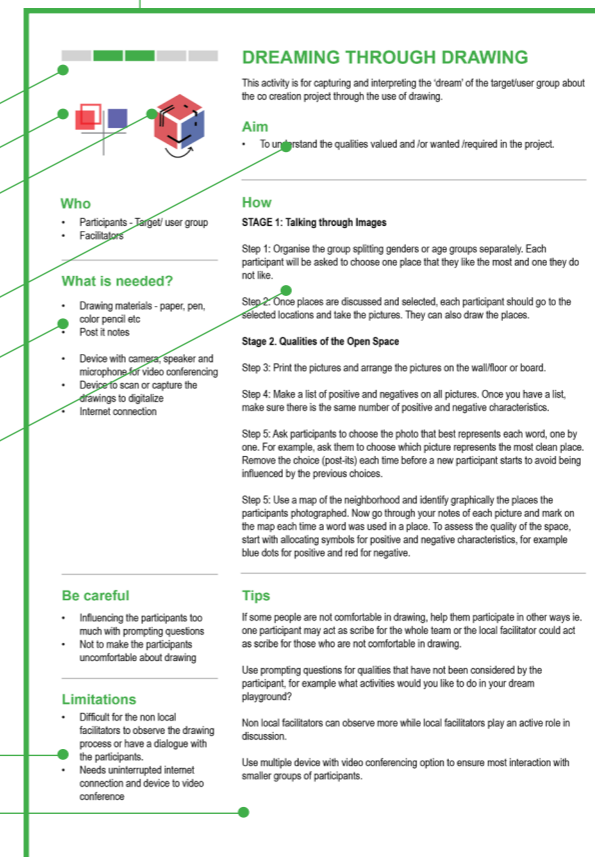 DREAMING THROUGH DRAWING
This activity is for capturing and interpreting the ‘dream’ of the target/user group about
the co creation project through the use of drawing.
Aim
• To understand the qualities valued and /or wanted /required in the project.
Who
• Participants - Target/ user group
• Facilitators
What is needed?
• Drawing materials - paper, pen,
color pencil etc
• Post it notes
• Device with camera, speaker and
microphone for video conferencing
• Device to scan or capture the
drawings to digitalize
• Internet connection
How
STAGE 1: Talking through Images
Step 1: Organise the group splitting genders or age groups separately. Each
participant will be asked to choose one place that they like the most and one they do
not like.
Step 2: Once places are discussed and selected, each participant should go to the
selected locations and take the pictures. They can also draw the places.
Stage 2. Qualities of the Open Space
Step 3: Print the pictures and arrange the pictures on the wall/floor or board.
Step 4: Make a list of positive and negatives on all pictures. Once you have a list,
make sure there is the same number of positive and negative characteristics.
Step 5: Ask participants to choose the photo that best represents each word, one by
one. For example, ask them to choose which picture represents the most clean place.
Remove the choice (post-its) each time before a new participant starts to avoid being
influenced by the previous choices.
Step 5: Use a map of the neighborhood and identify graphically the places the
participants photographed. Now go through your notes of each picture and mark on
the map each time a word was used in a place. To assess the quality of the space,
start with allocating symbols for positive and negative characteristics, for example
blue dots for positive and red for negative.
Be careful
• Influencing the participants too
much with prompting questions
• Not to make the participants
uncomfortable about drawing
Limitations
• Difficult for the non local
facilitators to observe the drawing
process or have a dialogue with
the participants.
• Needs uninterrupted internet
connection and device to video
conference
Tips
If some people are not comfortable in drawing, help them participate in other ways ie.
one participant may act as scribe for the whole team or the local facilitator could act
as scribe for those who are not comfortable in drawing.
Use prompting questions for qualities that have not been considered by the
participant, for example what activities would you like to do in your dream
playground?
Non local facilitators can observe more while local facilitators play an active role in
discussion.
Use multiple device with video conferencing option to ensure most interaction with
smaller groups of participants.